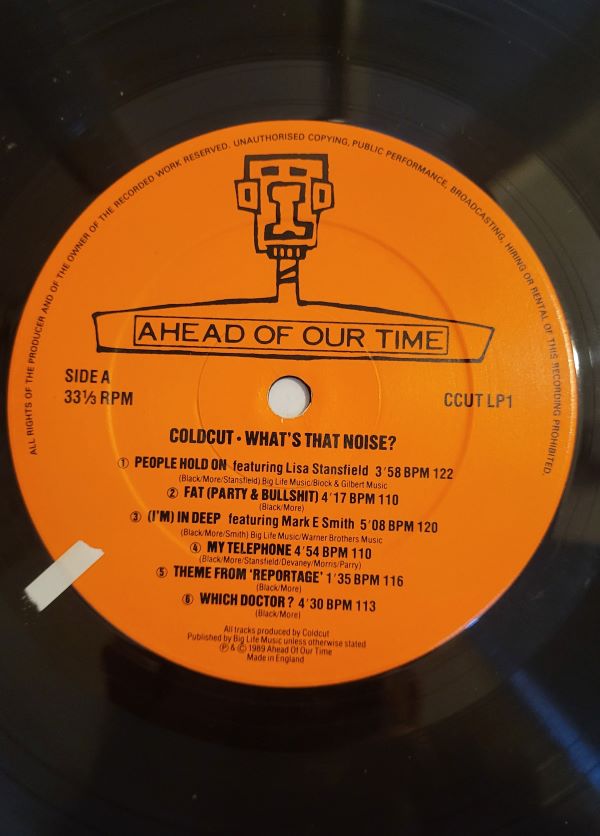 ALL RIGHTS OF THE PRODUCER AND OF THE OWNER OF THE RECORDED WORK RESERVED. UNAUTHORISED COPYING, PUBLIC PERFORMANCE, BROADCASTING, HIRING OR RENTAL OF THIS RECORDING PROHIBITED.
AHEAD OF OUR TIME
SIDE A
33⅓ RPM
CCUT LP1
COLDCUT · WHAT'S THAT NOISE?
① PEOPLE HOLD ON featuring Lisa Stansfield 3'58 BPM 122
(Black/More/Stansfield) Big Life Music/Block & Gilbert Music
② FAT (PARTY & BULLSHIT) 4'17 BPM 110
(Black/More)
③ (I'M) IN DEEP featuring Mark E Smith 5'08 BPM 120
(Black/More/Smith) Big Life Music/Warner Brothers Music
④ MY TELEPHONE 4'54 BPM 110
(Black/More/Stansfield/Devaney/Morris/Parry)
⑤ THEME FROM 'REPORTAGE' 1'35 BPM 116
(Black/More)
⑥ WHICH DOCTOR? 4'30 BPM 113
(Black/More)
All tracks produced by Coldcut
Published by Big Life Music unless otherwise stated
℗ & © 1989 Ahead Of Our Time
Made in England